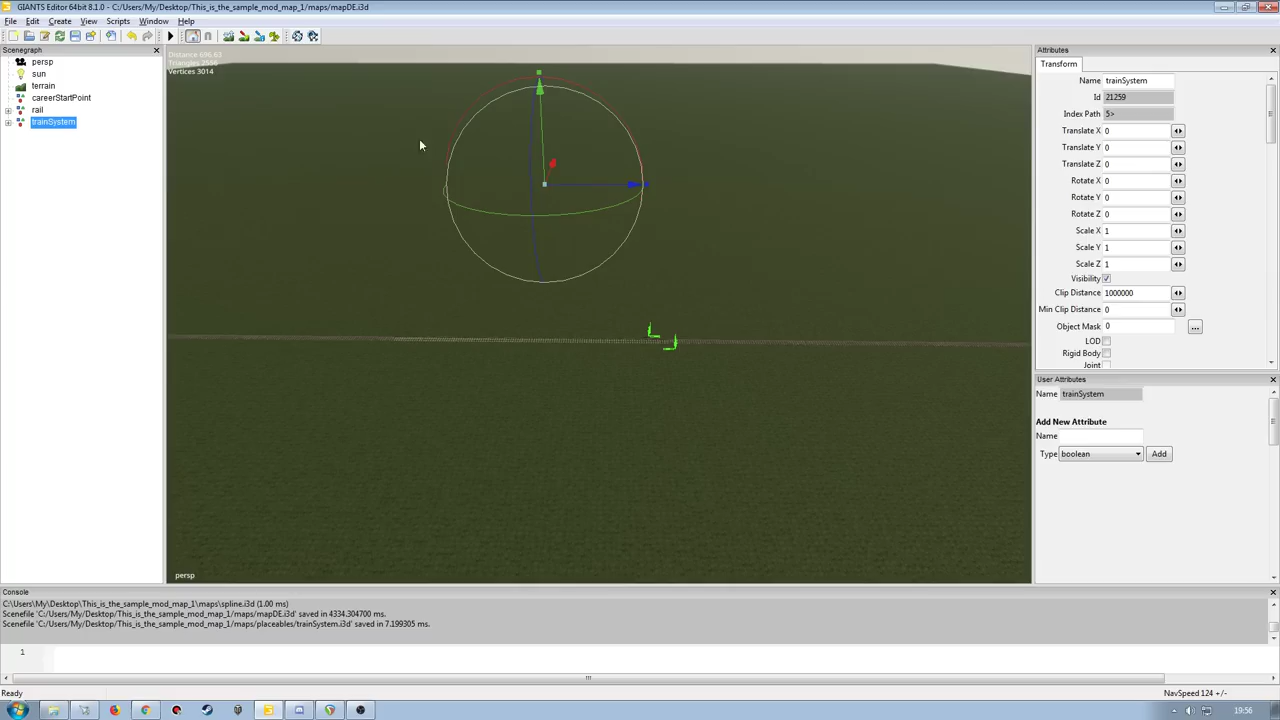 GIANTS Editor 64bit 8.1.0 - C:/Users/My/Desktop/This_is_the_sample_mod_map_1/maps/mapDE.i3d
File Edit Create View Scripts Window Help
Scenegraph
persp
sun
terrain
careerStartPoint
rail
trainSystem
Distance 696.63
Triangles 2556
Vertices 3014
persp
Attributes
Transform
Name trainSystem
Id 21259
Index Path 5>
Translate X 0
Translate Y 0
Translate Z 0
Rotate X 0
Rotate Y 0
Rotate Z 0
Scale X 1
Scale Y 1
Scale Z 1
Visibility
Clip Distance 1000000
Min Clip Distance 0
Object Mask 0 ...
LOD
Rigid Body
Joint
User Attributes
Name trainSystem
Add New Attribute
Name
Type boolean Add
Console
C:\Users\My\Desktop\This_is_the_sample_mod_map_1\maps\spline.i3d (1.00 ms)
Scenefile 'C:/Users/My/Desktop/This_is_the_sample_mod_map_1/maps/mapDE.i3d' saved in 4334.304700 ms.
Scenefile 'C:/Users/My/Desktop/This_is_the_sample_mod_map_1/maps/placeables/trainSystem.i3d' saved in 7.199305 ms.
1
Ready
NavSpeed 124 +/-
19:56